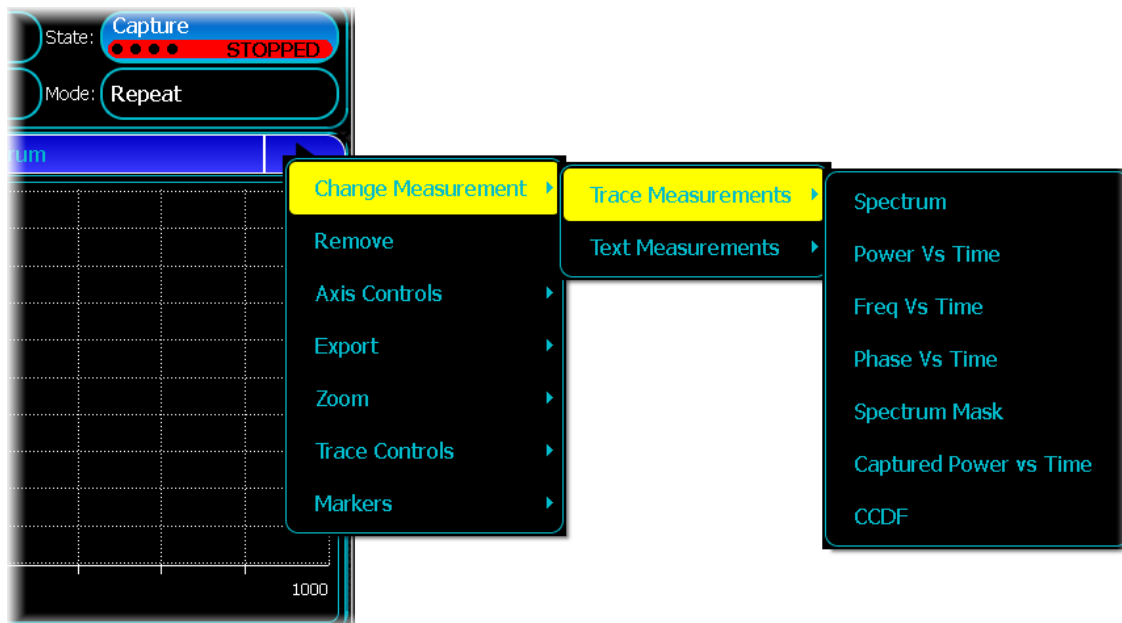 State:
Capture
STOPPED
Mode:
Repeat
rum
Change Measurement
Remove
Axis Controls
Export
Zoom
Trace Controls
Markers
Trace Measurements
Text Measurements
Spectrum
Power Vs Time
Freq Vs Time
Phase Vs Time
Spectrum Mask
Captured Power vs Time
CCDF
1000